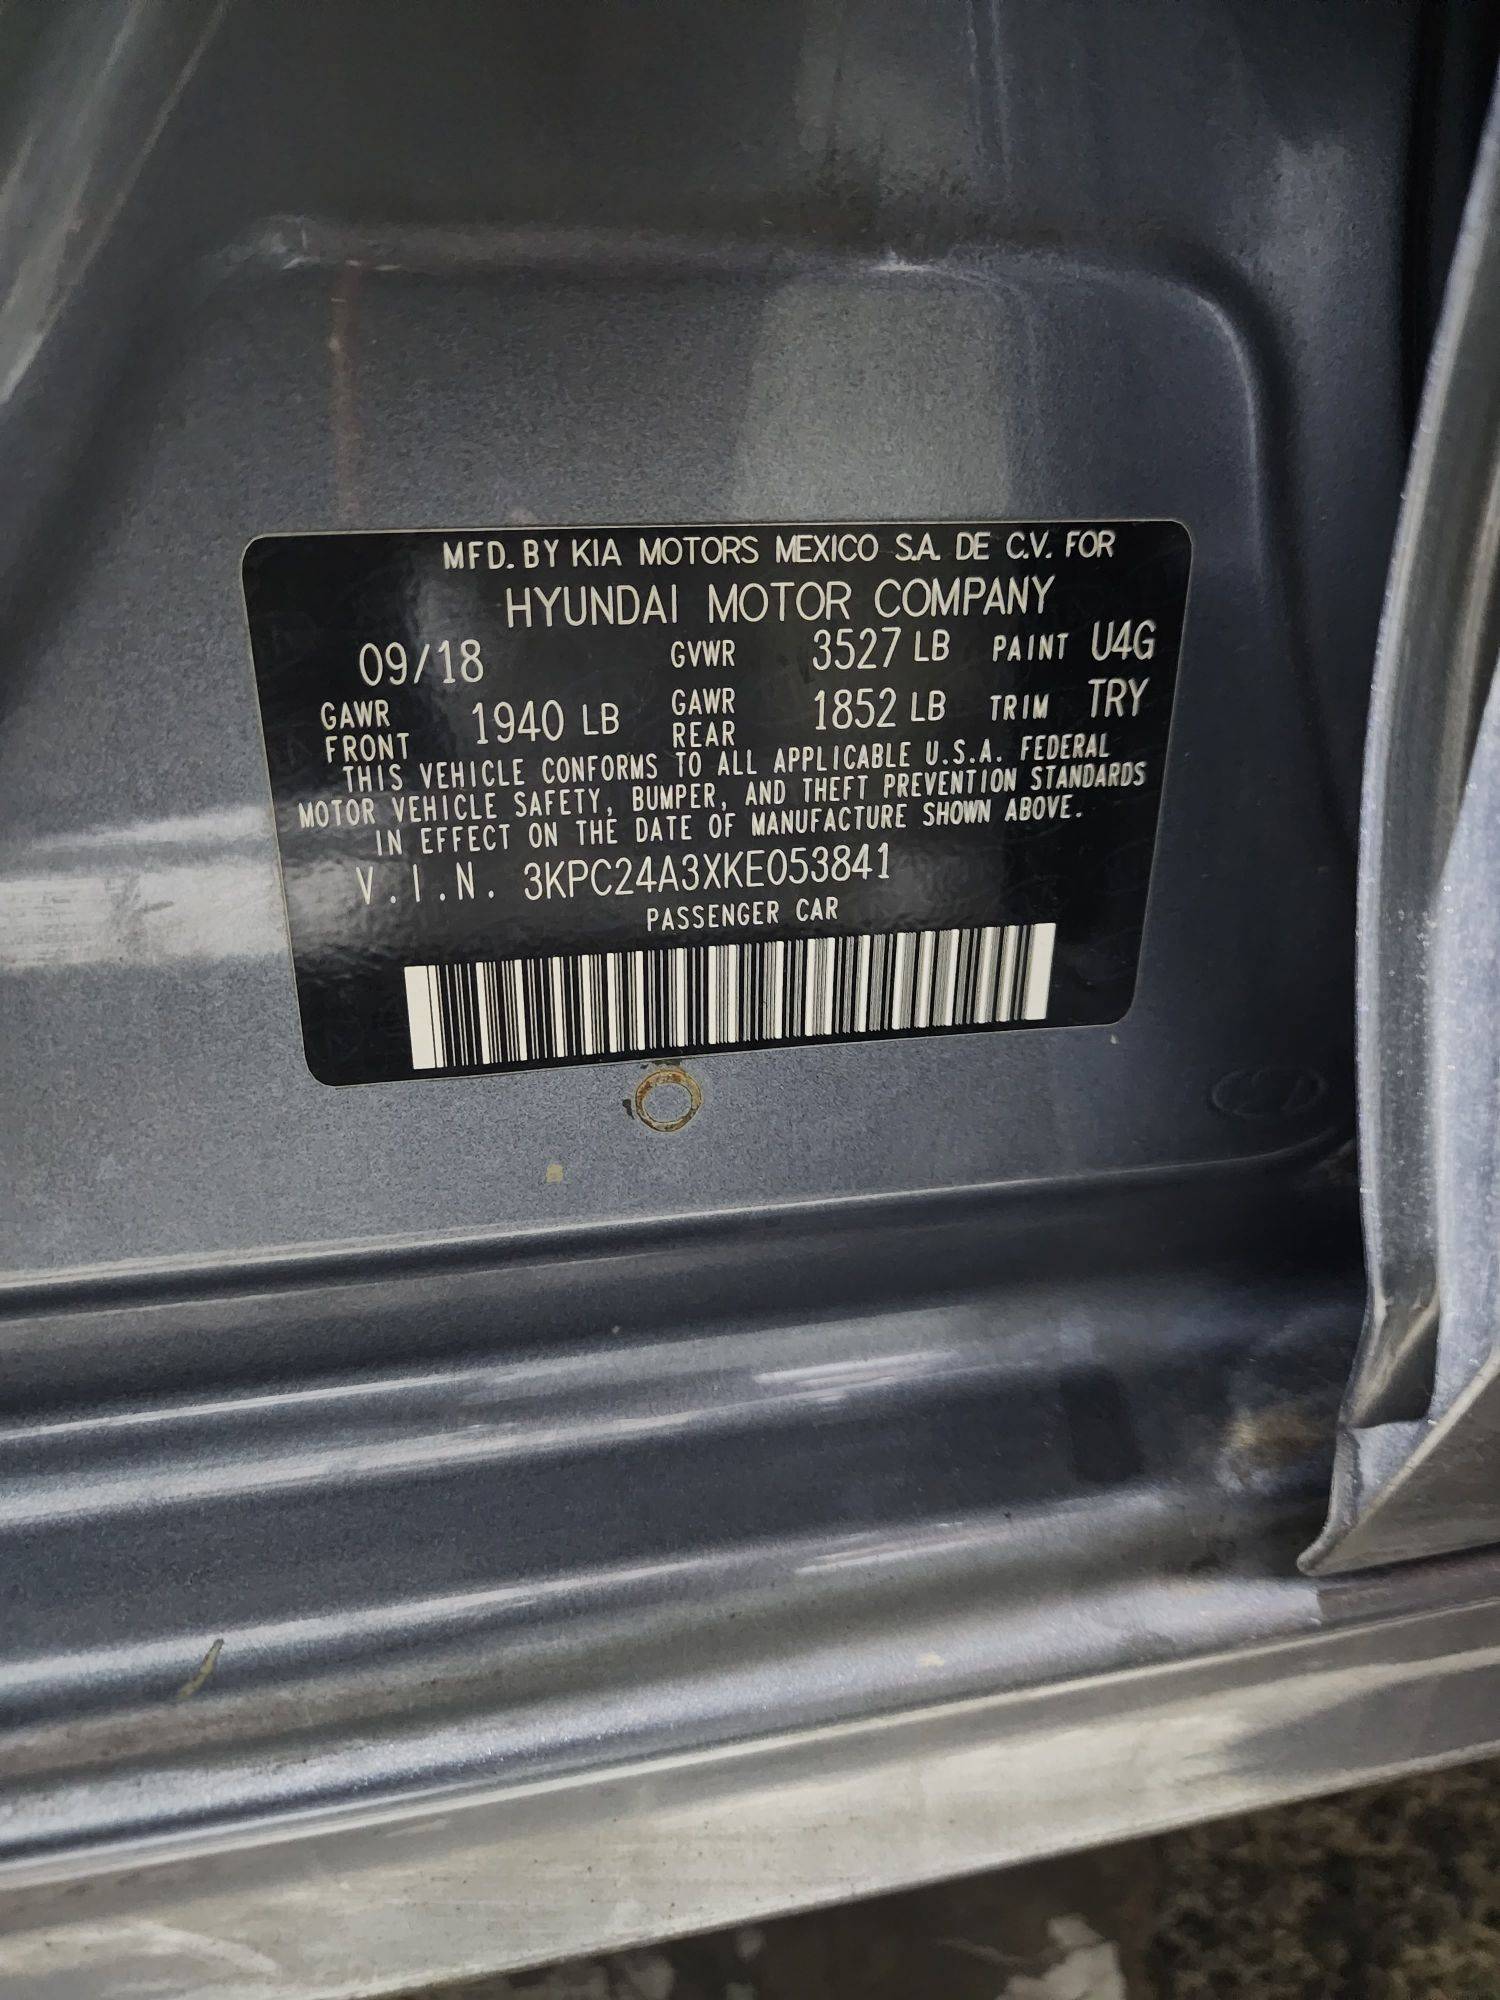 MFD. BY KIA MOTORS MEXICO S.A. DE C.V. FOR
HYUNDAI MOTOR COMPANY
09/18 GVWR 3527 LB PAINT U4G
GAWR FRONT 1940 LB GAWR REAR 1852 LB TRIM TRY
THIS VEHICLE CONFORMS TO ALL APPLICABLE U.S.A. FEDERAL
MOTOR VEHICLE SAFETY, BUMPER, AND THEFT PREVENTION STANDARDS
IN EFFECT ON THE DATE OF MANUFACTURE SHOWN ABOVE.
V.I.N. 3KPC24A3XKE053841
PASSENGER CAR